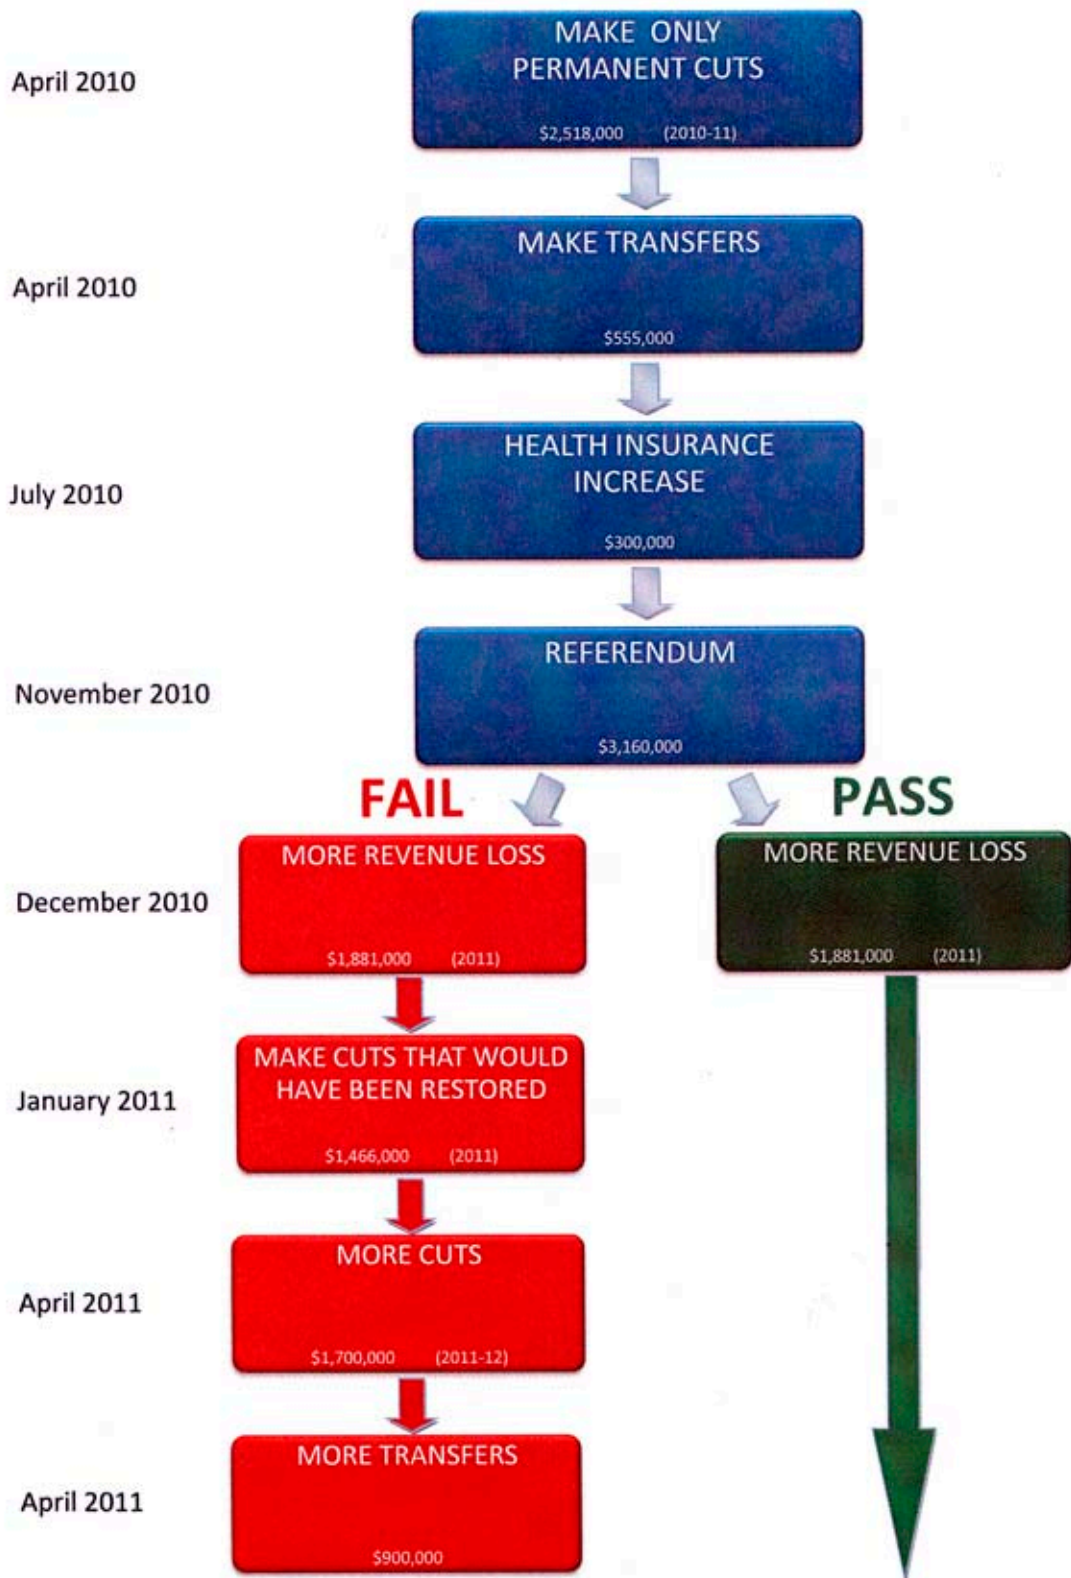 MAKE ONLY
PERMANENT CUTS
April 2010
$2,518,000 (2010-11)
MAKE TRANSFERS
April 2010
$555,000
HEALTH INSURANCE
INCREASE
July 2010
$300,000
REFERENDUM
November 2010
$3,160,000
FAIL
PASS
MORE REVENUE LOSS
MORE REVENUE LOSS
December 2010
$1,881,000 (2011)
$1,881,000 (2011)
MAKE CUTS THAT WOULD
HAVE BEEN RESTORED
January 2011
$1,466,000 (2011)
MORE CUTS
April 2011
$1,700,000 (2011-12)
MORE TRANSFERS
April 2011
$900,000